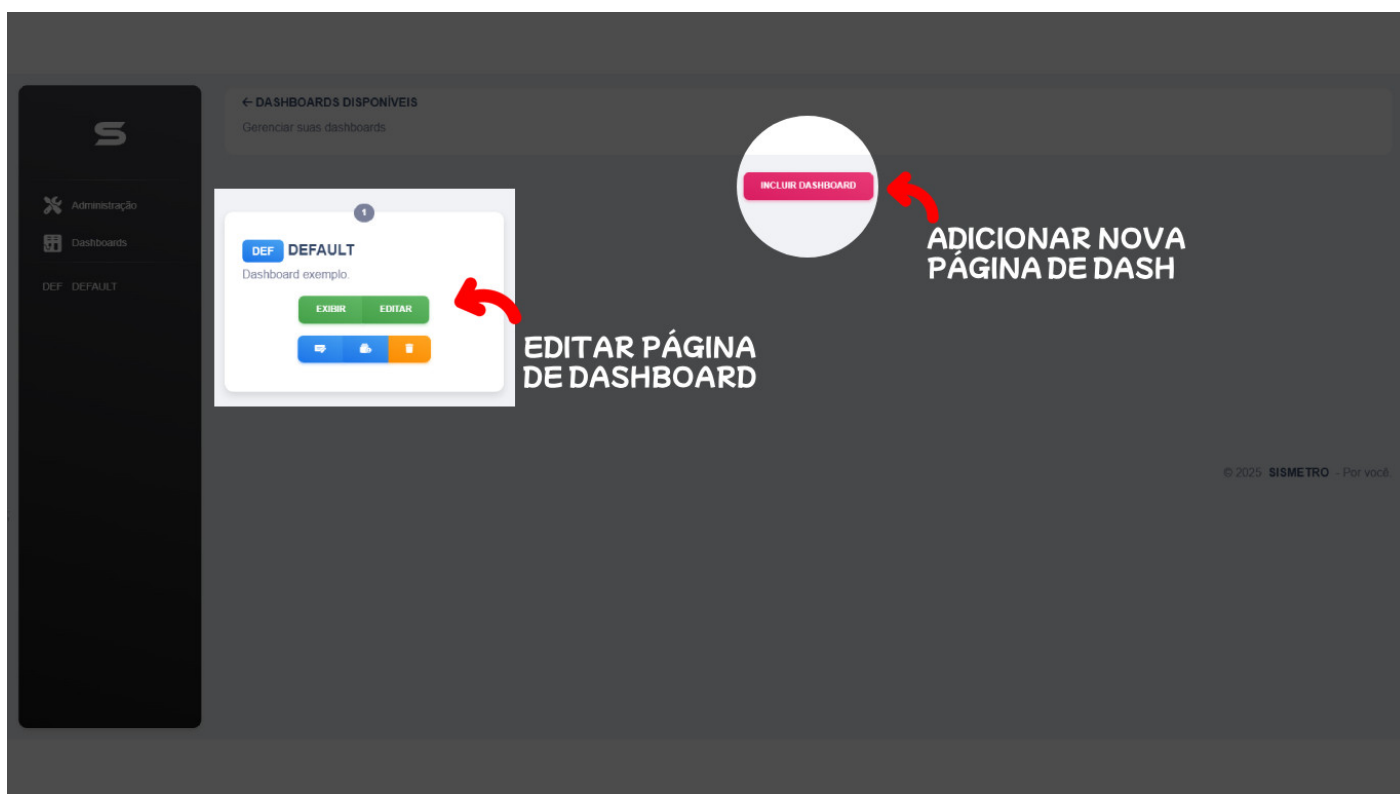 ← DASHBOARDS DISPONÍVEIS
Gerenciar suas dashboards.
S
Administração
Dashboards
DEF DEFAULT
1
DEF DEFAULT
Dashboard exemplo.
EXIBIR EDITAR
INCLUIR DASHBOARD
ADICIONAR NOVA
PÁGINA DE DASH
EDITAR PÁGINA
DE DASHBOARD
© 2025 SISMETRO - Por você.